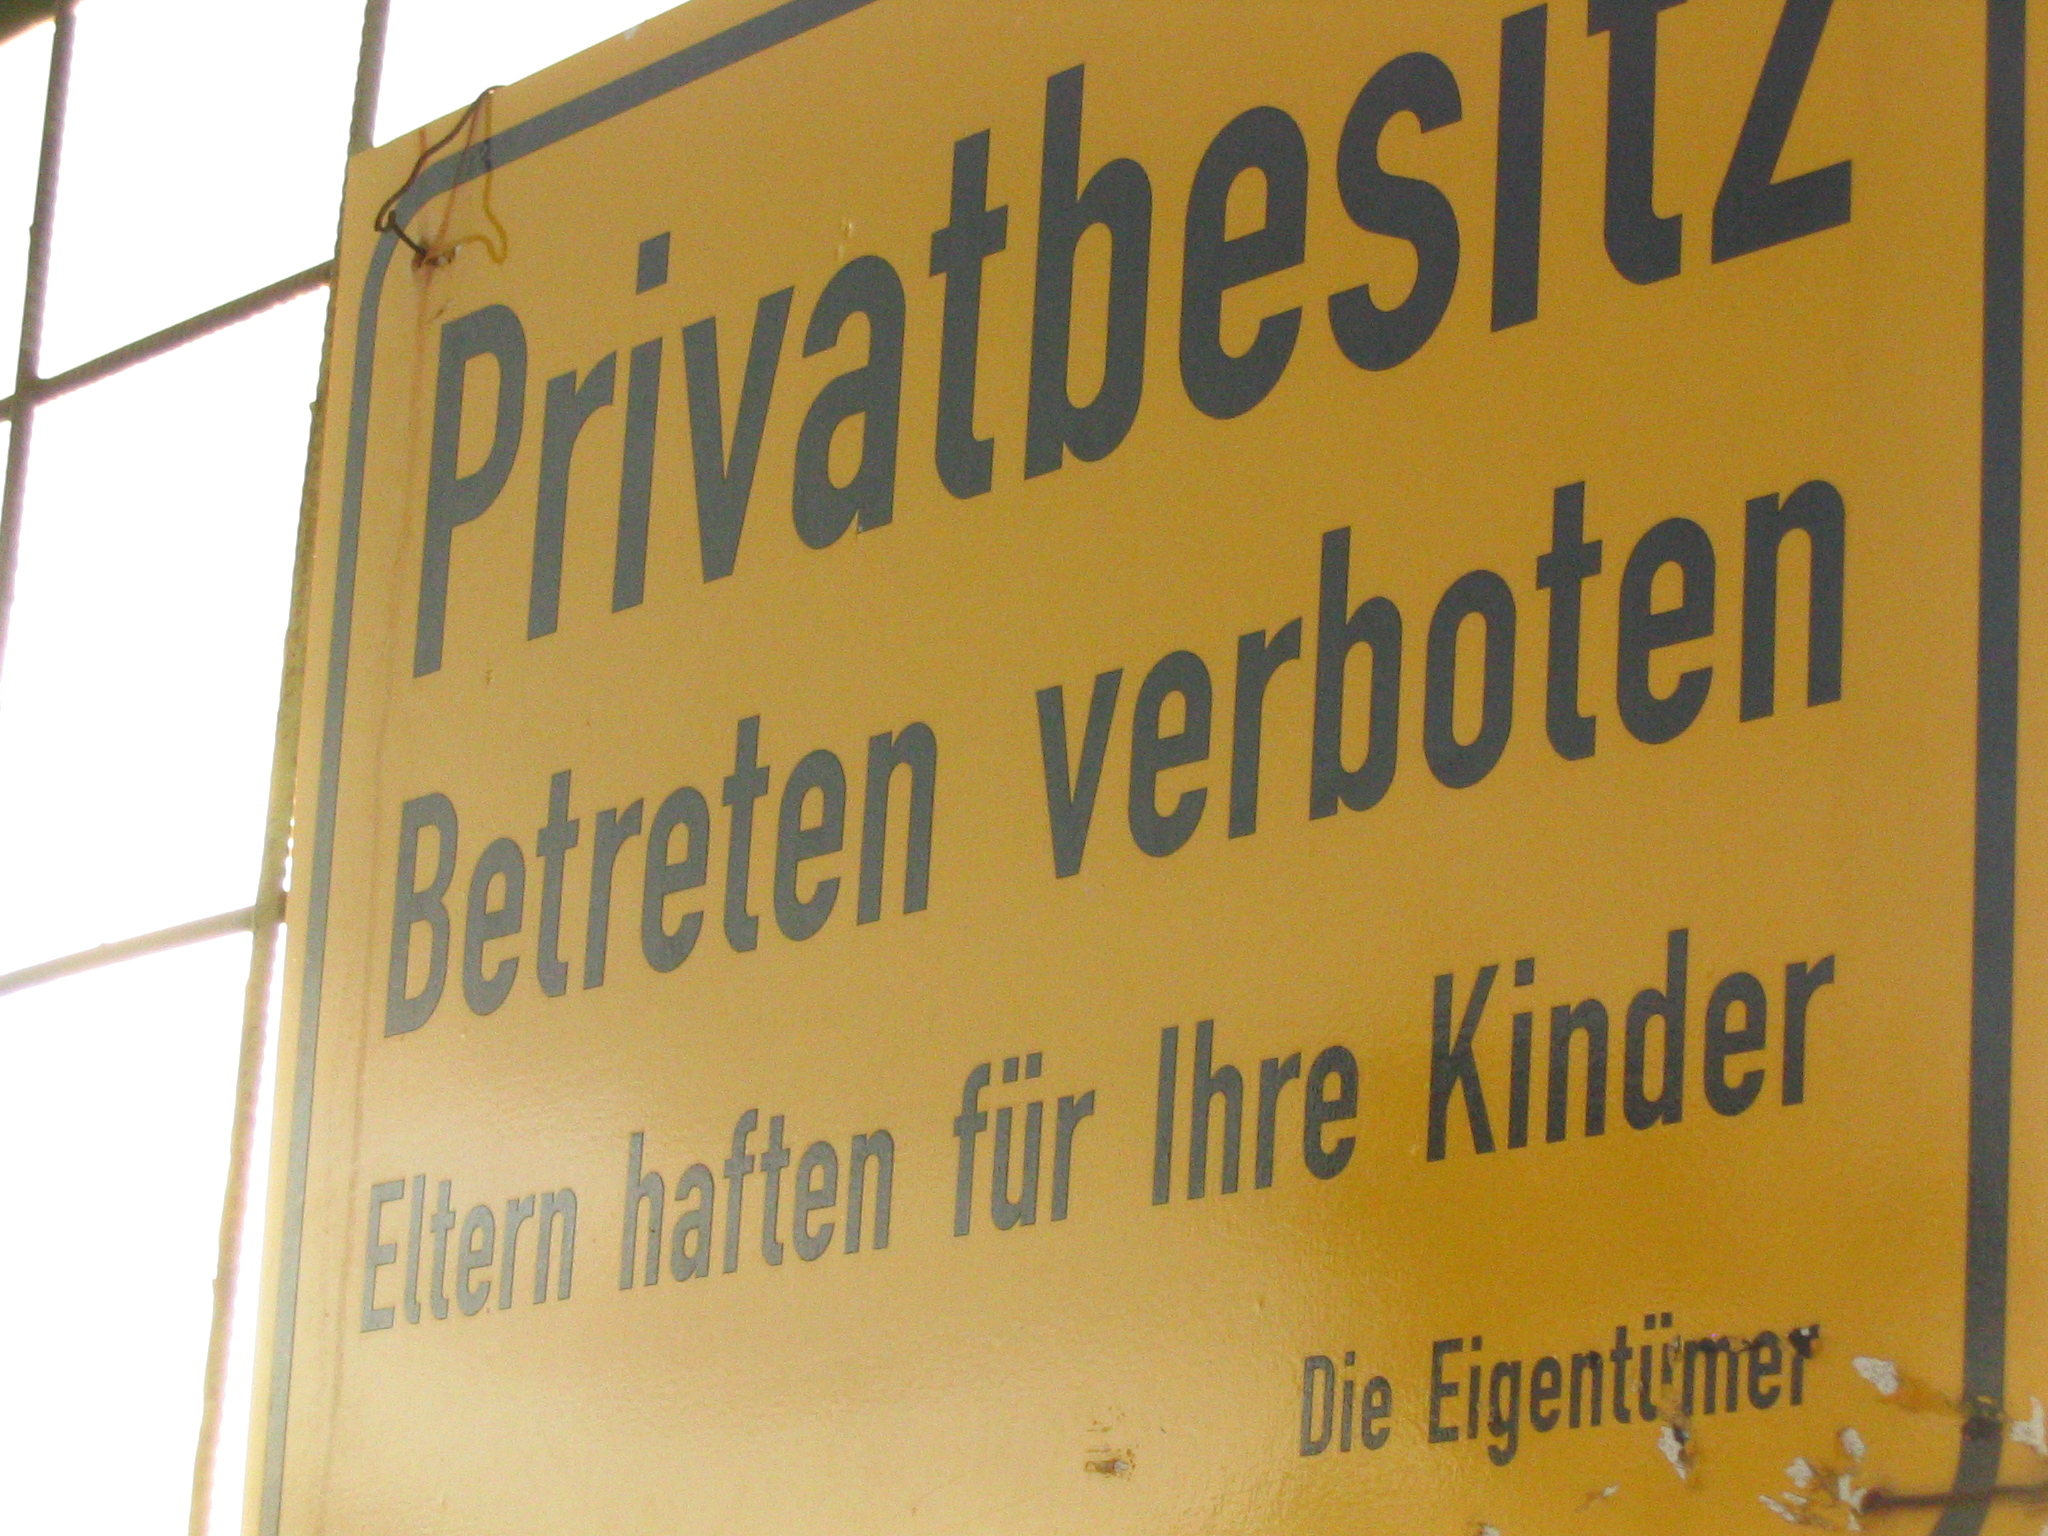 Privatbesitz
Betreten verboten
Eltern haften für Ihre Kinder
Die Eigentümer